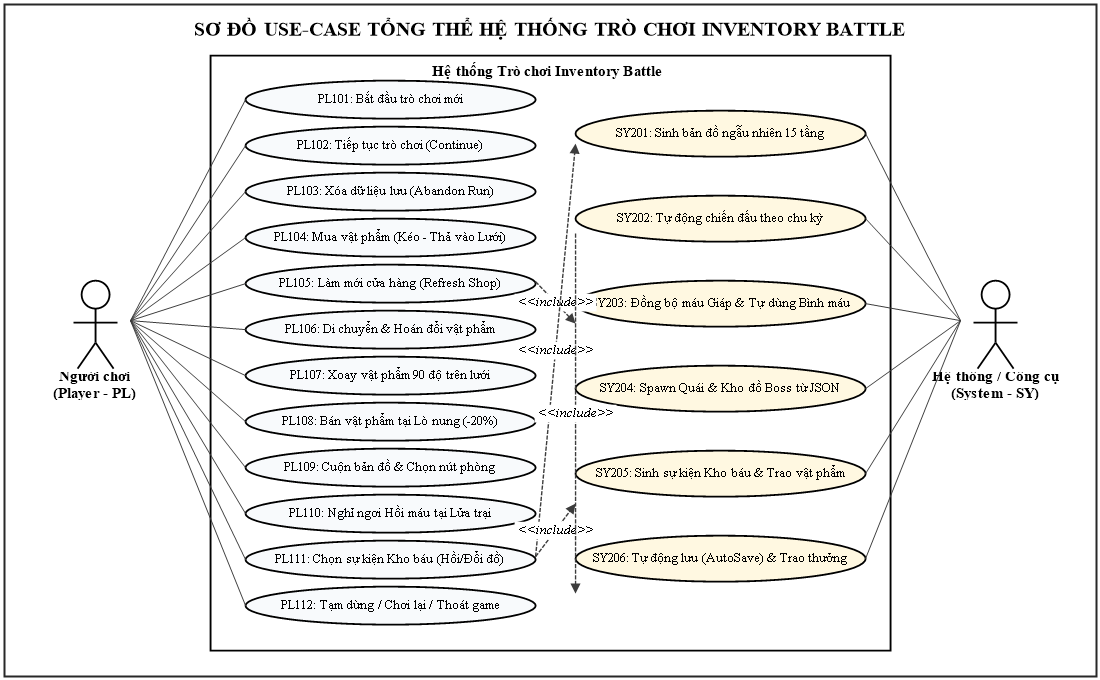 SƠ ĐỒ USE-CASE TỔNG THỂ HỆ THỐNG TRÒ CHƠI INVENTORY BATTLE
Hệ thống Trò chơi Inventory Battle
PL101: Bắt đầu trò chơi mới
PL102: Tiếp tục trò chơi (Continue)
PL103: Xóa dữ liệu lưu (Abandon Run)
PL104: Mua vật phẩm (Kéo - Thả vào Lưới)
PL105: Làm mới cửa hàng (Refresh Shop)
PL106: Di chuyển & Hoán đổi vật phẩm
PL107: Xoay vật phẩm 90 độ trên lưới
PL108: Bán vật phẩm tại Lò nung (-20%)
PL109: Cuộn bản đồ & Chọn nút phòng
PL110: Nghỉ ngơi Hồi máu tại Lửa trại
PL111: Chọn sự kiện Kho báu (Hồi/Đổi đồ)
PL112: Tạm dừng / Chơi lại / Thoát game
SY201: Sinh bản đồ ngẫu nhiên 15 tầng
SY202: Tự động chiến đấu theo chu kỳ
Y203: Đồng bộ máu Giáp & Tự dùng Bình máu
SY204: Spawn Quái & Kho đồ Boss từ JSON
SY205: Sinh sự kiện Kho báu & Trao vật phẩm
SY206: Tự động lưu (AutoSave) & Trao thưởng
<<include>>
<<include>>
<<include>>
<<include>>
Người chơi
(Player - PL)
Hệ thống / Công cụ
(System - SY)